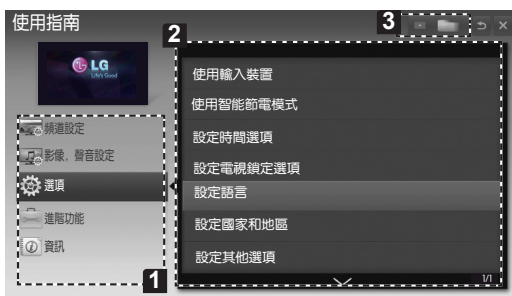 使用指南
3
2
LG
Life's Good
使用輸入裝置
使用智能節電模式
設定時間選項
設定電視鎖定選項
設定語言
設定國家和地區
設定其他選項
1/1
頻道設定
影像﹑聲音設定
選項
進階功能
資訊
1